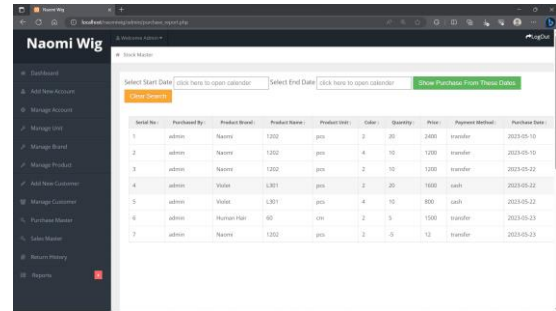 Naomi Wig
localhost/naomiwig/admin/purchase_report.php
Naomi Wig
Welcome Admin
LogOut
Stock Master
Dashboard
Add New Account
Manage Account
Manage Unit
Manage Brand
Manage Product
Add New Customer
Manage Customer
Purchase Master
Sales Master
Return History
Reports
Select Start Date click here to open calender Select End Date click here to open calender Show Purchase From These Dates
Clear Search
Serial No Purchased By Product Brand Product Name Product Unit Color Quantity Price Payment Method Purchase Date
1 admin Naomi 1202 pcs 2 20 2400 transfer 2023-05-10
2 admin Naomi 1202 pcs 4 10 1200 transfer 2023-05-10
3 admin Naomi 1202 pcs 2 10 1200 transfer 2023-05-22
4 admin Violet L301 pcs 2 20 1600 cash 2023-05-22
5 admin Violet L301 pcs 4 10 800 cash 2023-05-22
6 admin Human Hair 60 cm 2 5 1500 transfer 2023-05-23
7 admin Naomi 1202 pcs 2 -5 12 transfer 2023-05-23